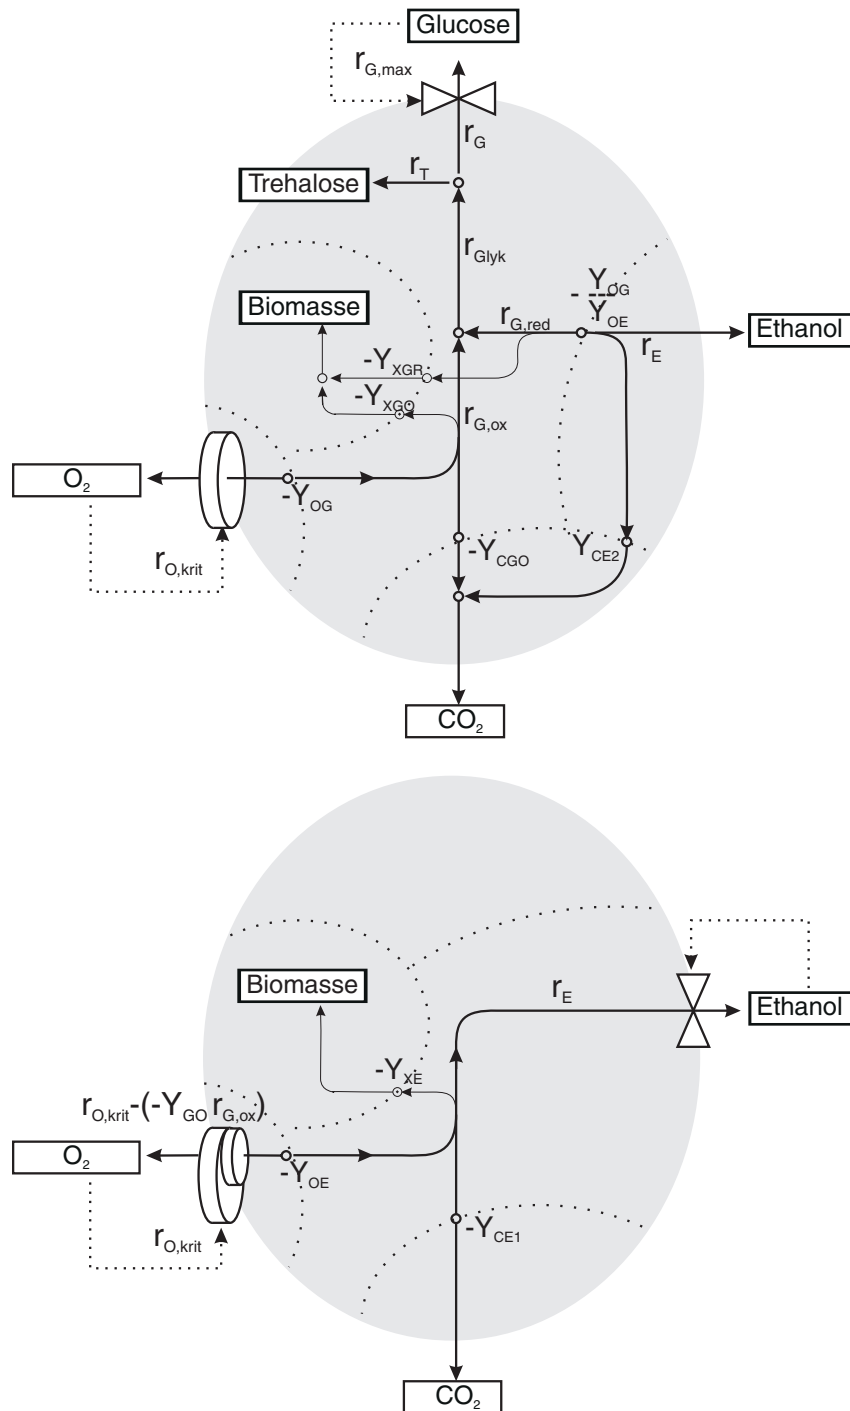 Glucose
r_G,max
r_G
r_T
Trehalose
r_Glyk
- Y_OG / Y_OE
Biomasse
r_G,red
Ethanol
r_E
-Y_XGR
-Y_XGO
r_G,ox
O₂
-Y_OG
-Y_CGO
Y_CE2
r_O,krit
CO₂
Biomasse
r_E
Ethanol
-Y_XE
r_O,krit-(-Y_GO r_G,ox)
O₂
-Y_OE
-Y_CE1
r_O,krit
CO₂